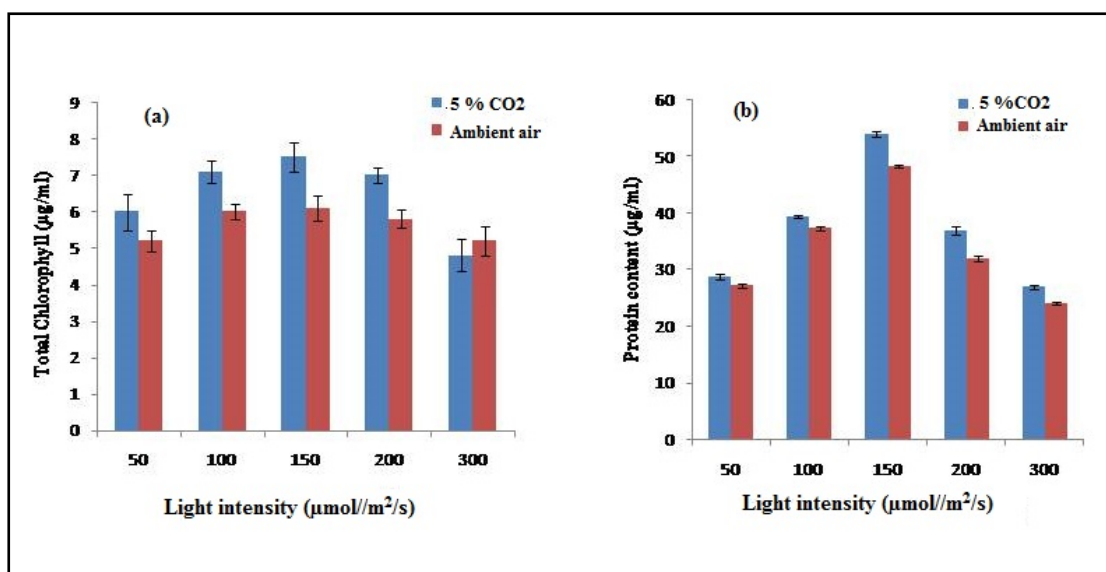 (a)
. 5 % CO2
Ambient air
Total Chlorophyll (µg/ml)
9
8
7
6
5
4
3
2
1
0
50 100 150 200 300
Light intensity (µmol//m²/s)
(b)
. 5 %CO2
Ambient air
Protein content (µg/ml)
60
50
40
30
20
10
0
50 100 150 200 300
Light intensity (µmol//m²/s)